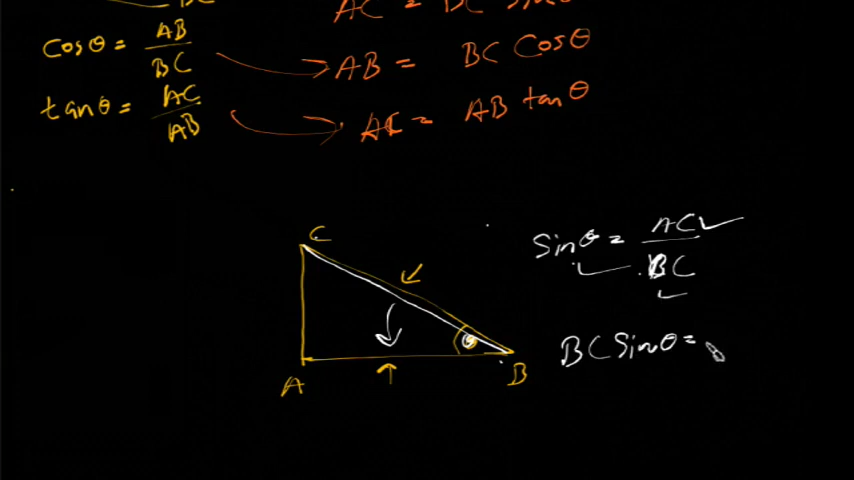 BC
AC = BC Sinθ
Cosθ = AB/BC
AB = BC Cosθ
tanθ = AC/AB
AC = AB tanθ
C
Sinθ = AC/BC
θ
BC Sinθ =
A
B